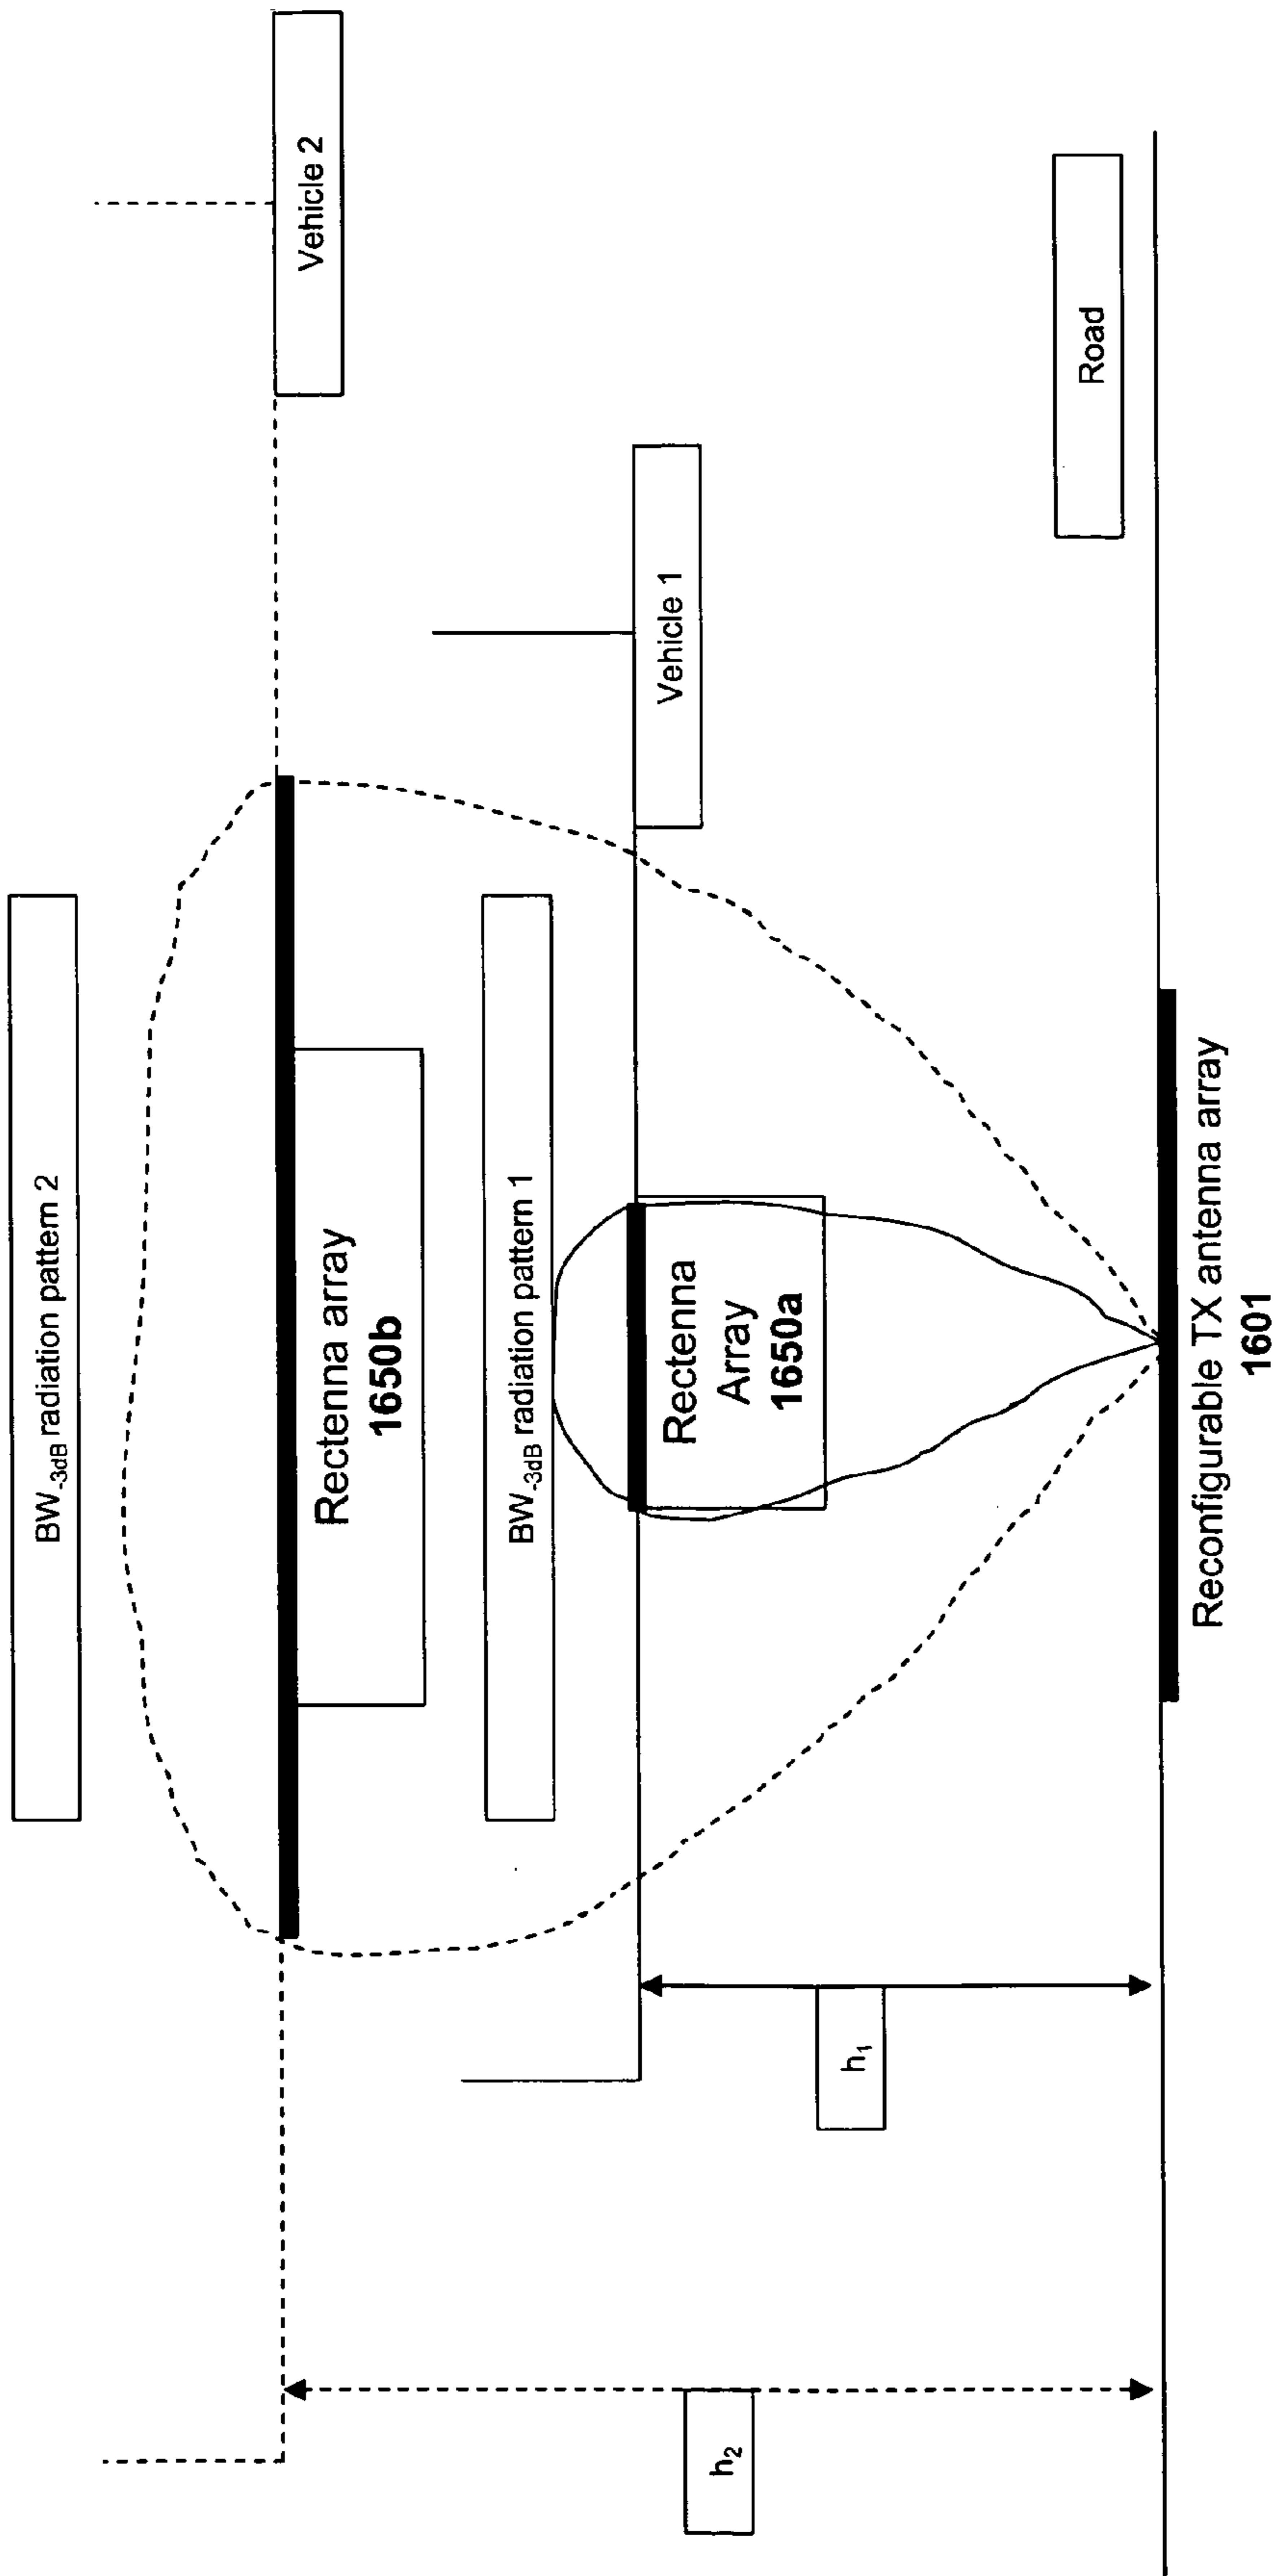 BW-3dB radiation pattern 2
Vehicle 2
Rectenna array
1650b
BW-3dB radiation pattern 1
Vehicle 1
Rectenna
Array
1650a
h2
h1
Road
Reconfigurable TX antenna array
1601